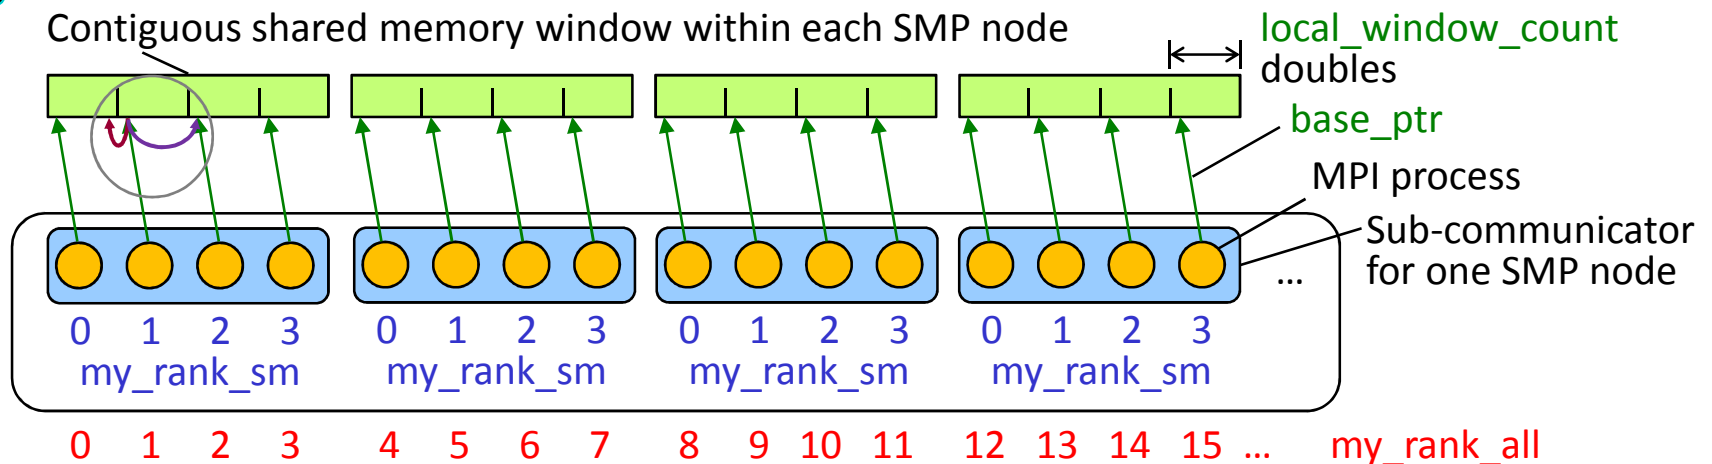 Contiguous shared memory window within each SMP node
local_window_count
doubles
base_ptr
MPI process
Sub-communicator
for one SMP node
...
0 1 2 3 0 1 2 3 0 1 2 3 0 1 2 3
my_rank_sm my_rank_sm my_rank_sm my_rank_sm
0 1 2 3 4 5 6 7 8 9 10 11 12 13 14 15 ... my_rank_all